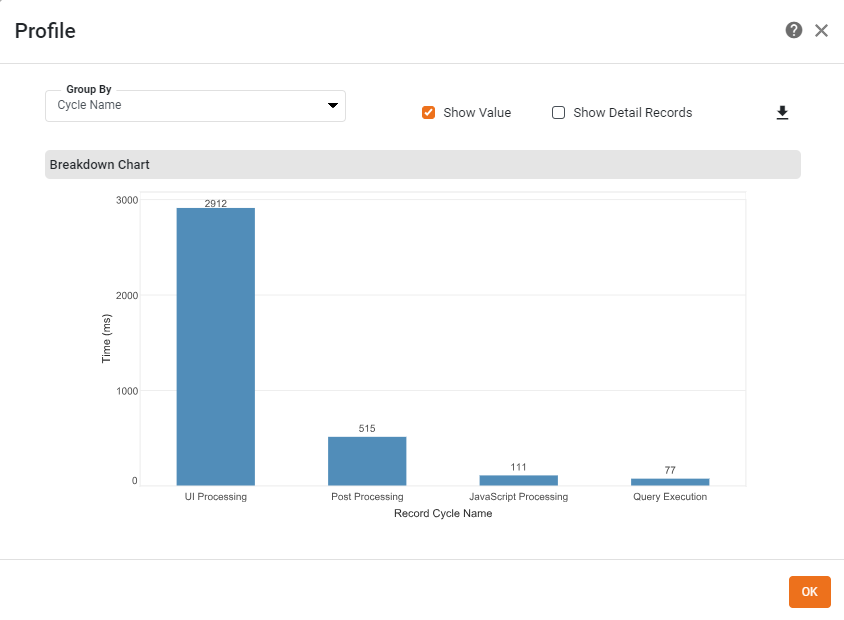 Profile
Group By
Cycle Name
Show Value
Show Detail Records
Breakdown Chart
3000
2912
2000
Time (ms)
1000
515
111
77
0
UI Processing
Post Processing
JavaScript Processing
Query Execution
Record Cycle Name
OK